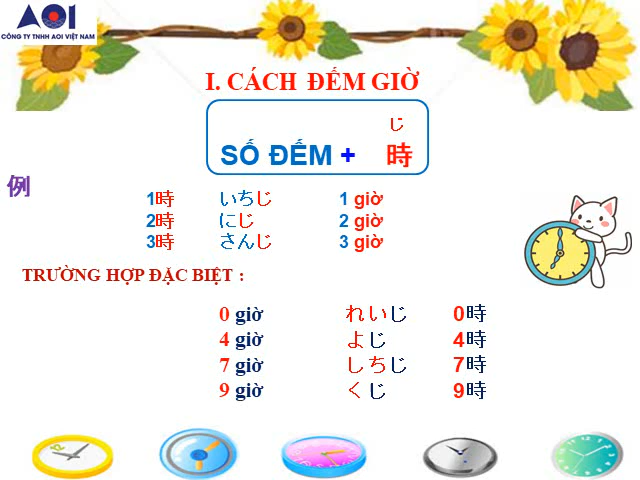 AOI
CÔNG TY TNHH AOI VIỆT NAM
I. CÁCH ĐẾM GIỜ
じ
SỐ ĐẾM + 時
例
1時 いちじ 1 giờ
2時 にじ 2 giờ
3時 さんじ 3 giờ
TRƯỜNG HỢP ĐẶC BIỆT :
0 giờ れいじ 0時
4 giờ よじ 4時
7 giờ しちじ 7時
9 giờ くじ 9時